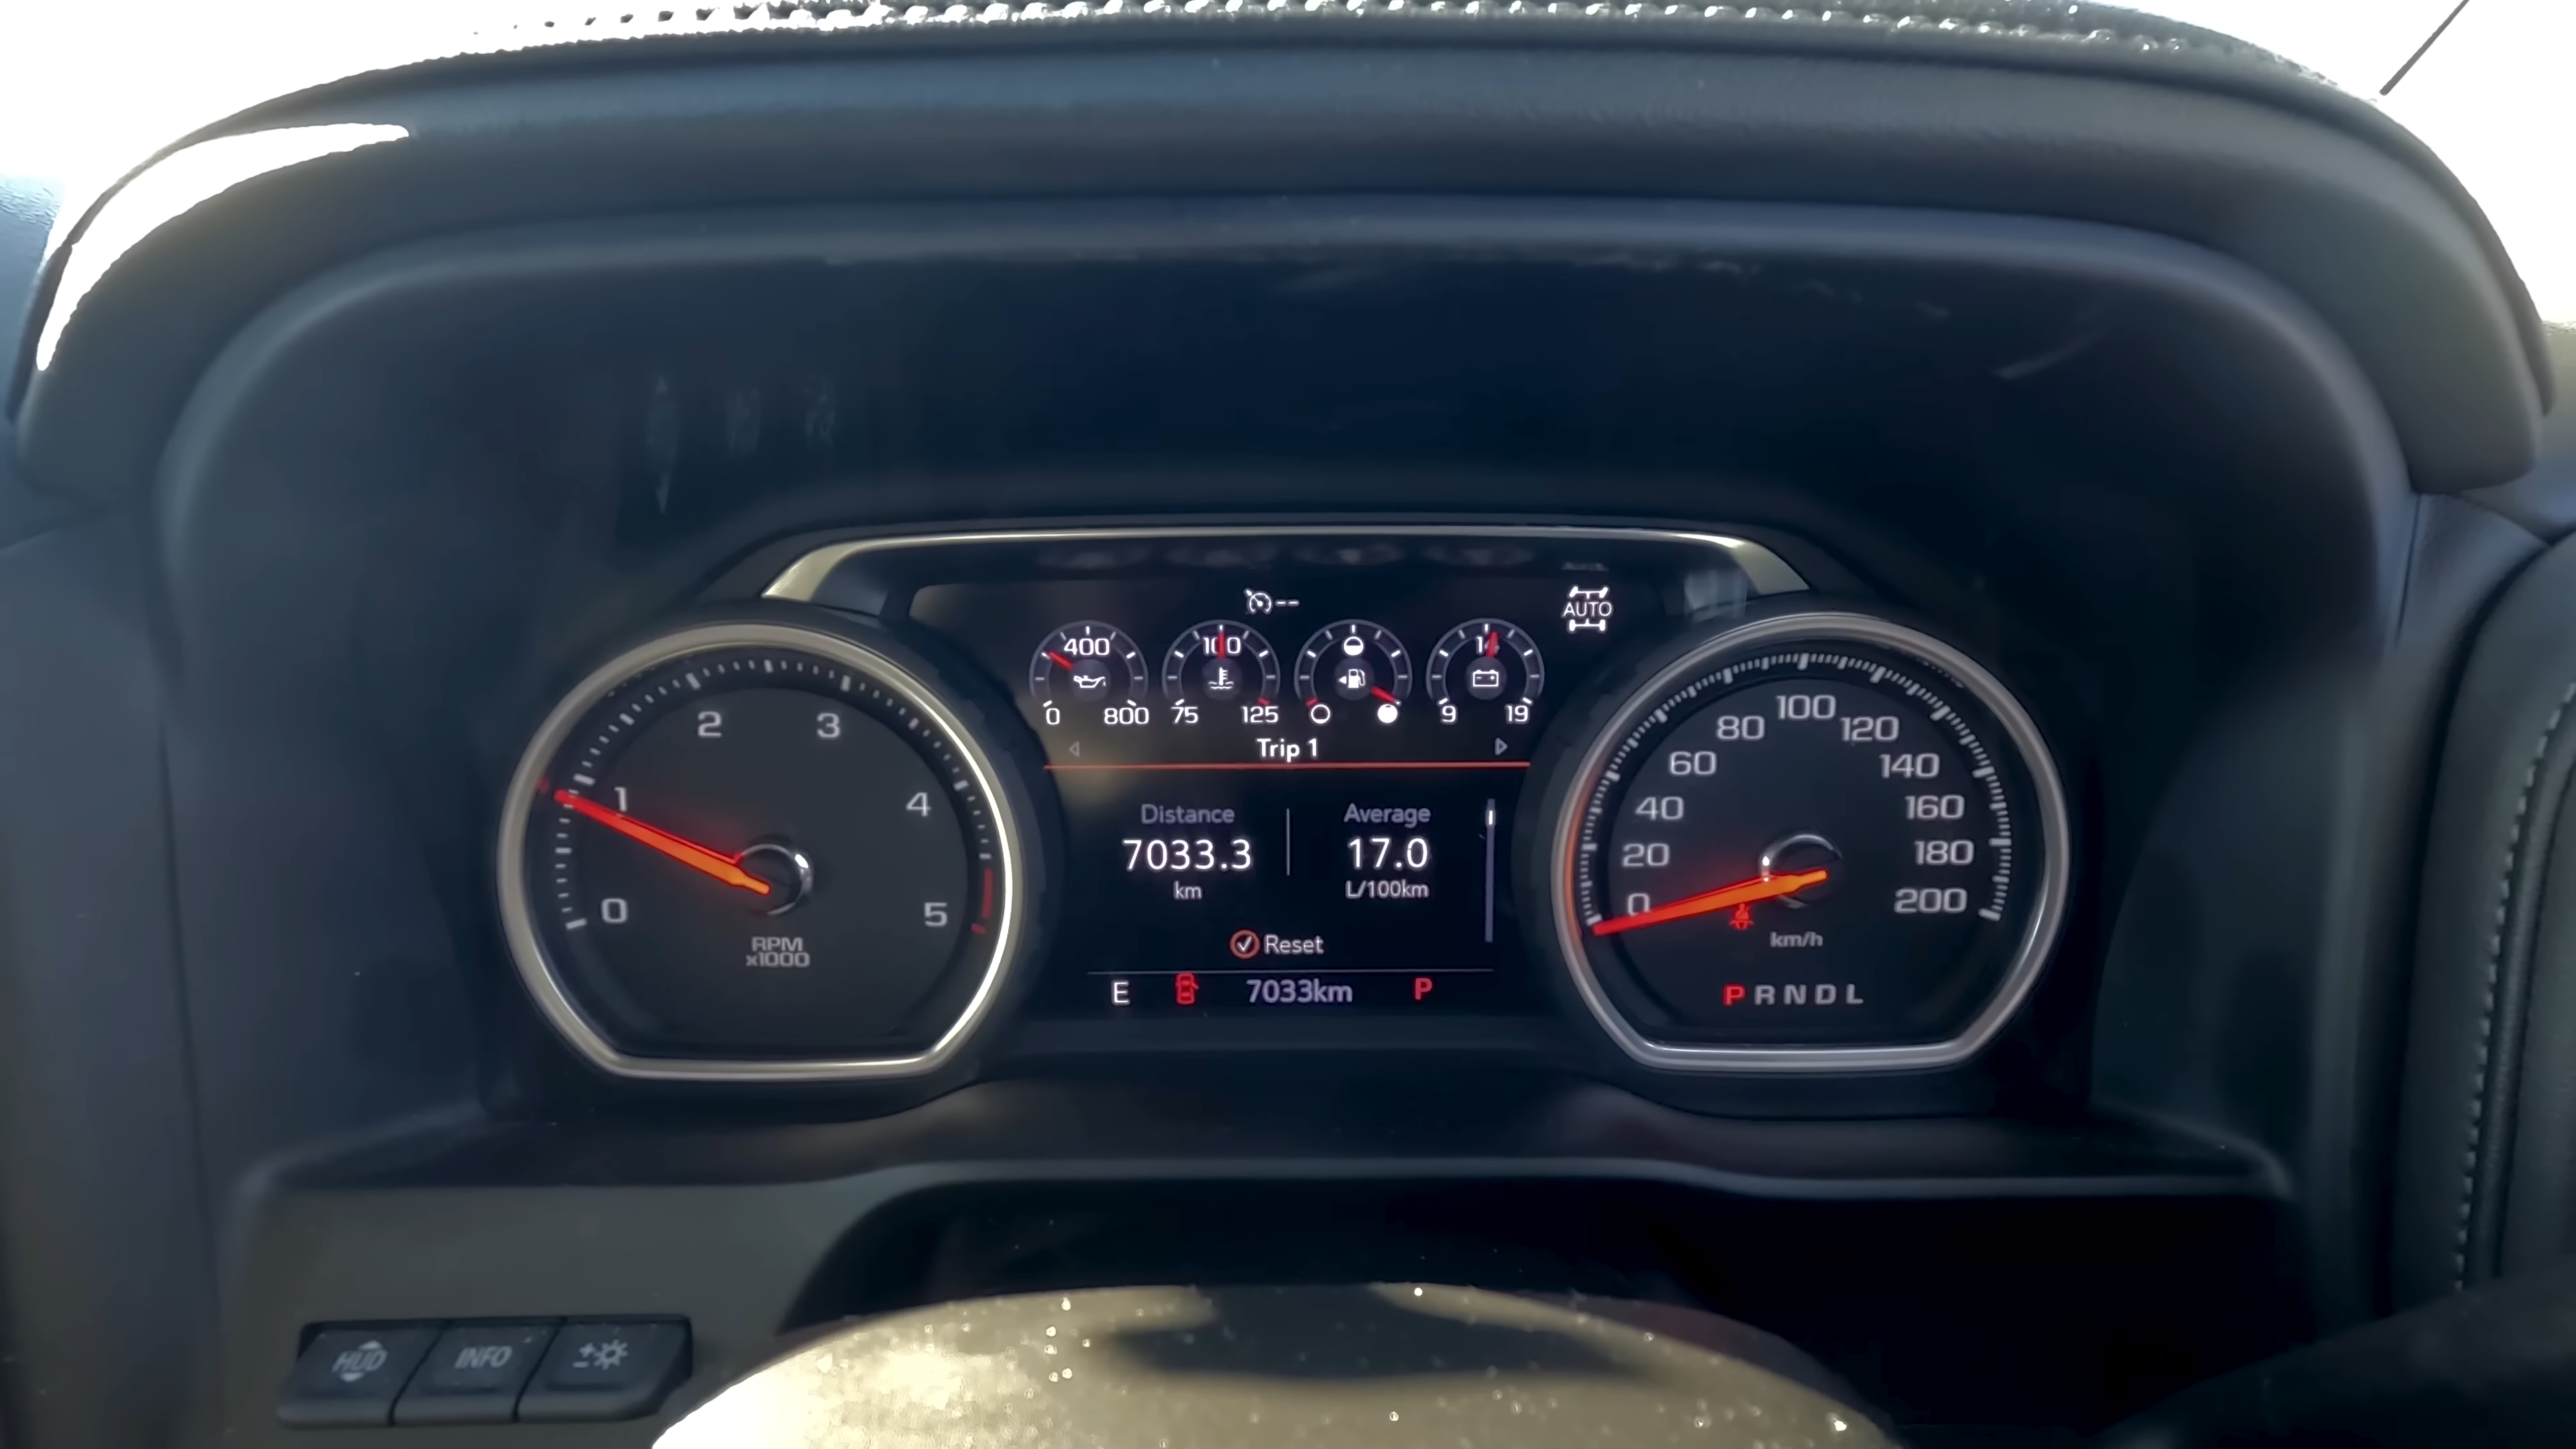 --
AUTO
400
0 800
100
75 125
14
9 19
Trip 1
Distance
7033.3
km
Average
17.0
L/100km
Reset
E 7033km P
0 1 2 3 4 5
RPM
x1000
0 20 40 60 80 100 120 140 160 180 200
km/h
P R N D L
HUD
INFO
±